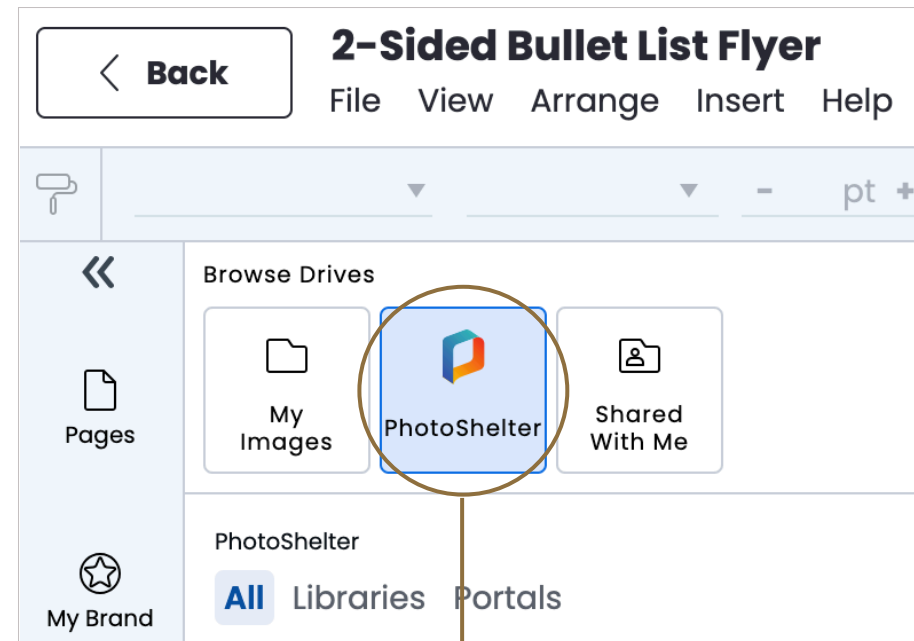 Back
2-Sided Bullet List Flyer
File View Arrange Insert Help
- pt +
Browse Drives
My
Images
PhotoShelter
Shared
With Me
Pages
PhotoShelter
All Libraries Portals
My Brand